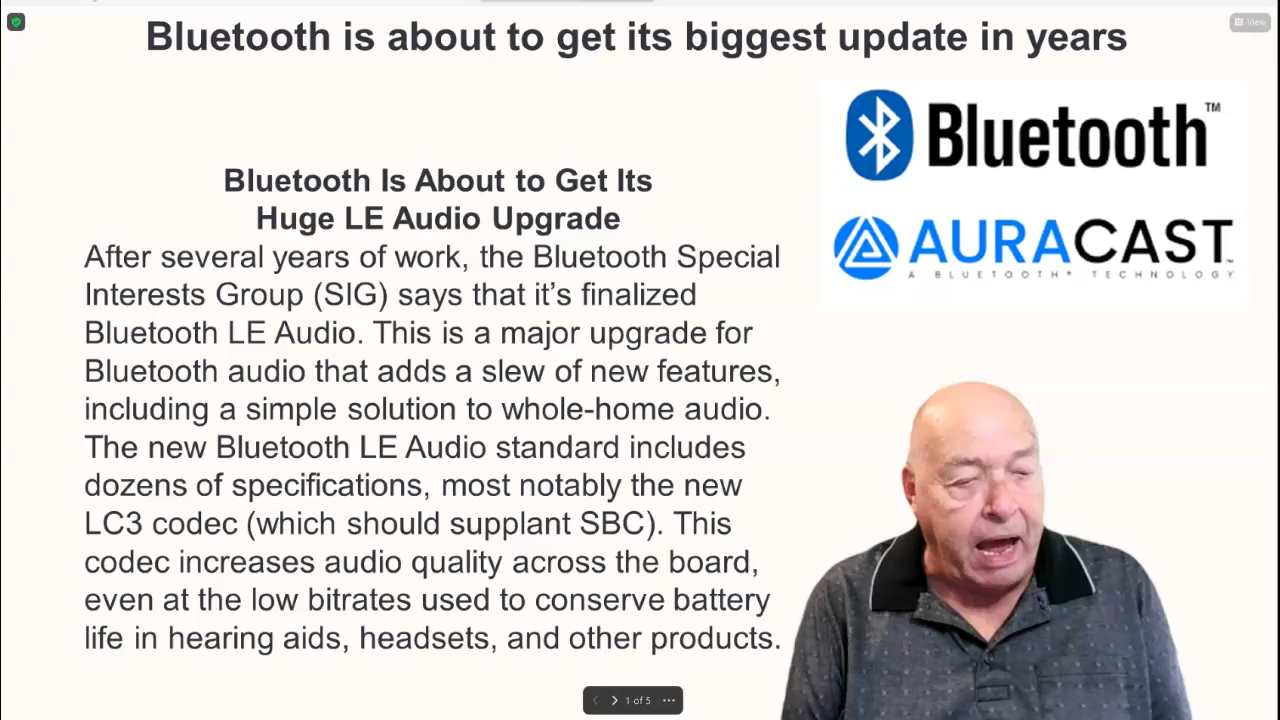 Bluetooth is about to get its biggest update in years
View
Bluetooth™
AURACAST™
A BLUETOOTH® TECHNOLOGY
Bluetooth Is About to Get Its
Huge LE Audio Upgrade
After several years of work, the Bluetooth Special
Interests Group (SIG) says that it’s finalized
Bluetooth LE Audio. This is a major upgrade for
Bluetooth audio that adds a slew of new features,
including a simple solution to whole-home audio.
The new Bluetooth LE Audio standard includes
dozens of specifications, most notably the new
LC3 codec (which should supplant SBC). This
codec increases audio quality across the board,
even at the low bitrates used to conserve battery
life in hearing aids, headsets, and other products.
1 of 5